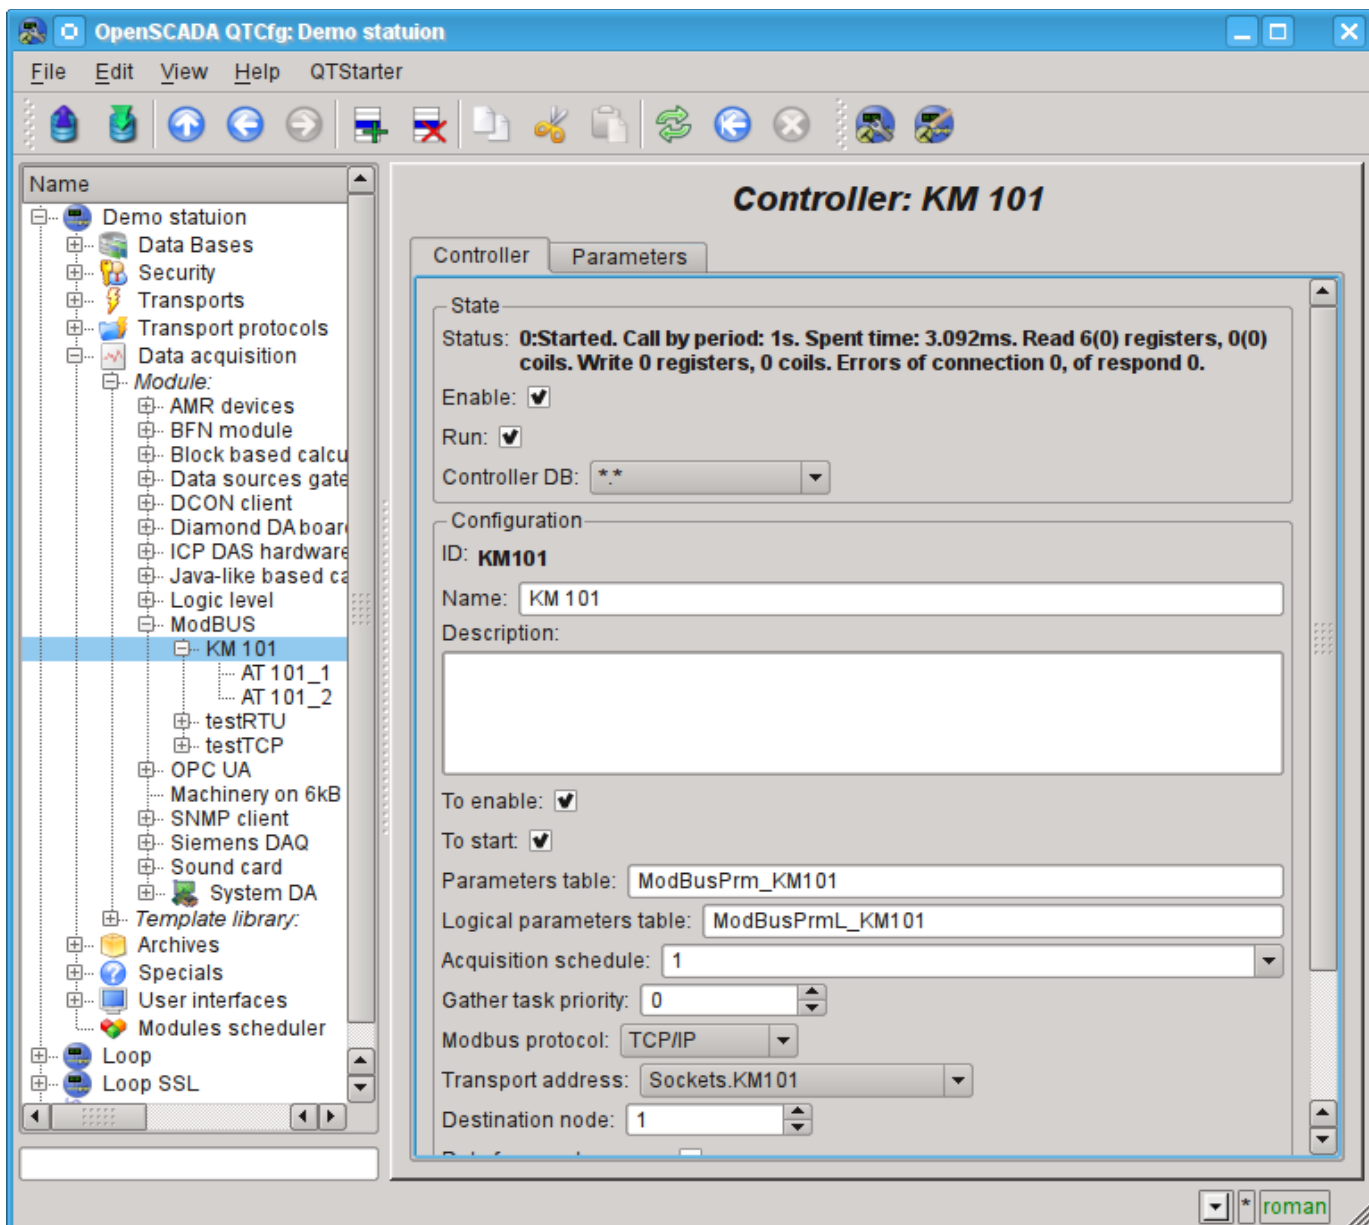 OpenSCADA QTCfg: Demo statuion
File Edit View Help QTStarter
Name
Demo statuion
Data Bases
Security
Transports
Transport protocols
Data acquisition
Module:
AMR devices
BFN module
Block based calcu
Data sources gate
DCON client
Diamond DA boar
ICP DAS hardware
Java-like based ca
Logic level
ModBUS
KM 101
AT 101_1
AT 101_2
testRTU
testTCP
OPC UA
Machinery on 6kB
SNMP client
Siemens DAQ
Sound card
System DA
Template library:
Archives
Specials
User interfaces
Modules scheduler
Loop
Loop SSL
Controller: KM 101
Controller Parameters
State
Status: 0:Started. Call by period: 1s. Spent time: 3.092ms. Read 6(0) registers, 0(0)
coils. Write 0 registers, 0 coils. Errors of connection 0, of respond 0.
Enable:
Run:
Controller DB: *.*
Configuration
ID: KM101
Name: KM 101
Description:
To enable:
To start:
Parameters table: ModBusPrm_KM101
Logical parameters table: ModBusPrmL_KM101
Acquisition schedule: 1
Gather task priority: 0
Modbus protocol: TCP/IP
Transport address: Sockets.KM101
Destination node: 1
* roman